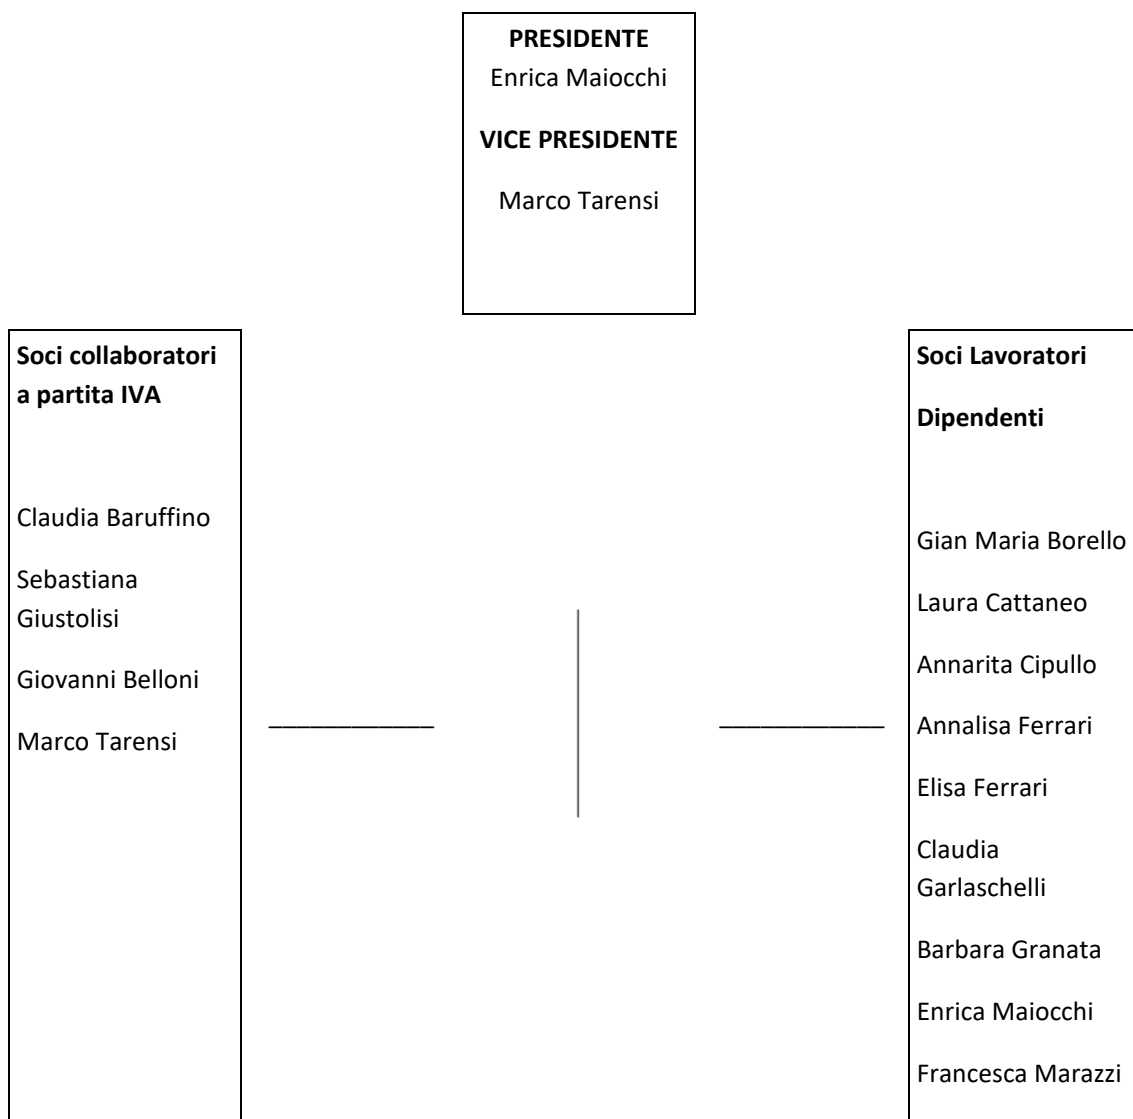 PRESIDENTE
Enrica Maiocchi
VICE PRESIDENTE
Marco Tarensi
Soci collaboratori
a partita IVA
Claudia Baruffino
Sebastiana
Giustolisi
Giovanni Belloni
Marco Tarensi
Soci Lavoratori
Dipendenti
Gian Maria Borello
Laura Cattaneo
Annarita Cipullo
Annalisa Ferrari
Elisa Ferrari
Claudia
Garlaschelli
Barbara Granata
Enrica Maiocchi
Francesca Marazzi